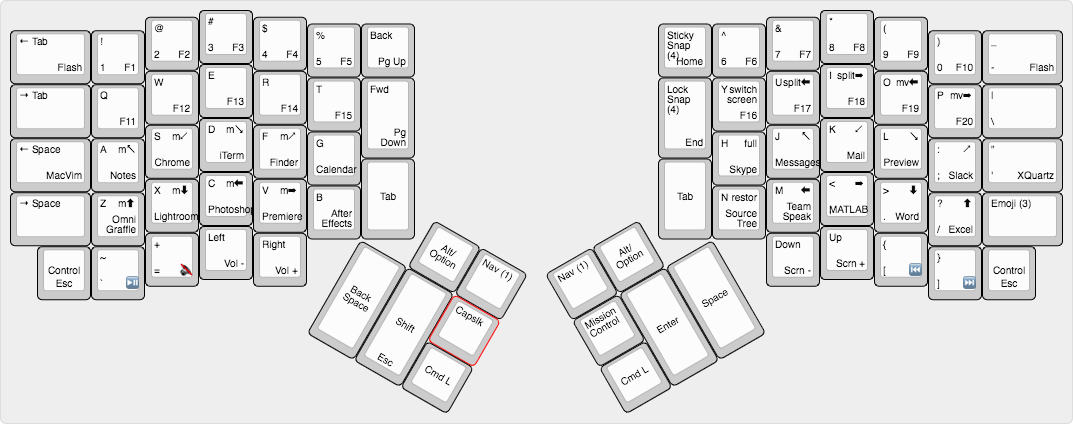 ← Tab
Flash
!
1 F1
@
2 F2
#
3 F3
$
4 F4
%
5 F5
Back
Pg Up
→ Tab
Q
F11
W
F12
E
F13
R
F14
T
F15
Fwd
Pg
Down
← Space
MacVim
A m↖
Notes
S m↙
Chrome
D m↘
iTerm
F m↗
Finder
G
Calendar
→ Space
Z m⬆
Omni
Graffle
X m⬇
Lightroom
C m⬅
Photoshop
V m➡
Premiere
B
After
Effects
Tab
Control
Esc
~
` ⏯
+
=
Left
Vol -
Right
Vol +
Alt/
Option
Nav (1)
Back
Space
Shift
Esc
Capslk
Cmd L
Sticky
Snap
(4)
Home
^
6 F6
&
7 F7
*
8 F8
(
9 F9
)
0 F10
_
- Flash
Lock
Snap
(4)
End
Y switch
screen
F16
U split⬅
F17
I split➡
F18
O mv⬅
F19
P mv➡
F20
|
\
H full
Skype
J ↖
Messages
K ↙
Mail
L ↘
Preview
: ↗
; Slack
"
' XQuartz
Tab
N restor
Source
Tree
M ⬅
Team
Speak
< ➡
, MATLAB
> ⬇
. Word
? ⬆
/ Excel
Emoji (3)
Down
Scrn -
Up
Scrn +
{
[ ⏮
}
] ⏭
Control
Esc
Nav (1)
Alt/
Option
Mission
Control
Enter
Space
Cmd L